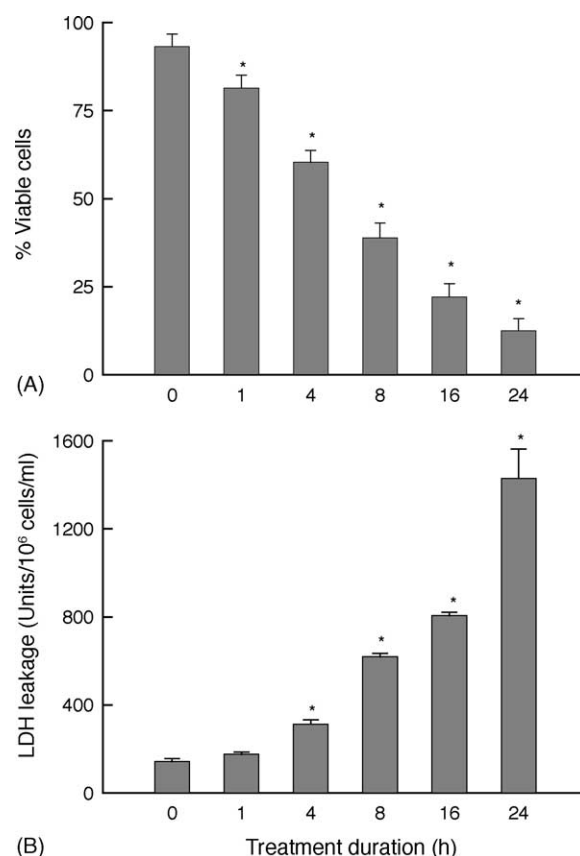 100
75
50
25
0
% Viable cells
* * * * *
(A)
0 1 4 8 16 24
1600
1200
800
400
0
LDH leakage (Units/10⁶ cells/ml)
* * * *
0 1 4 8 16 24
(B)
Treatment duration (h)